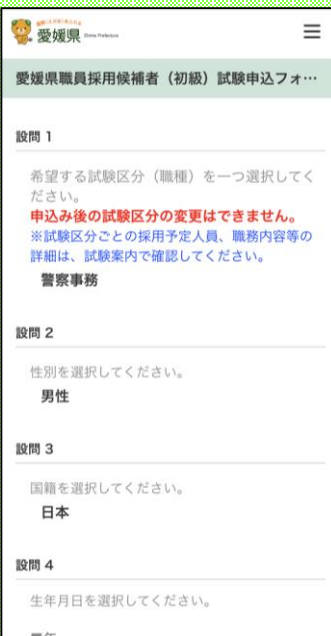 愛媛県
Ehime Prefecture
愛媛県職員採用候補者（初級）試験申込フォ…
設問 1
希望する試験区分（職種）を一つ選択してく
ださい。
申込み後の試験区分の変更はできません。
※試験区分ごとの採用予定人員、職務内容等の
詳細は、試験案内で確認してください。
警察事務
設問 2
性別を選択してください。
男性
設問 3
国籍を選択してください。
日本
設問 4
生年月日を選択してください。